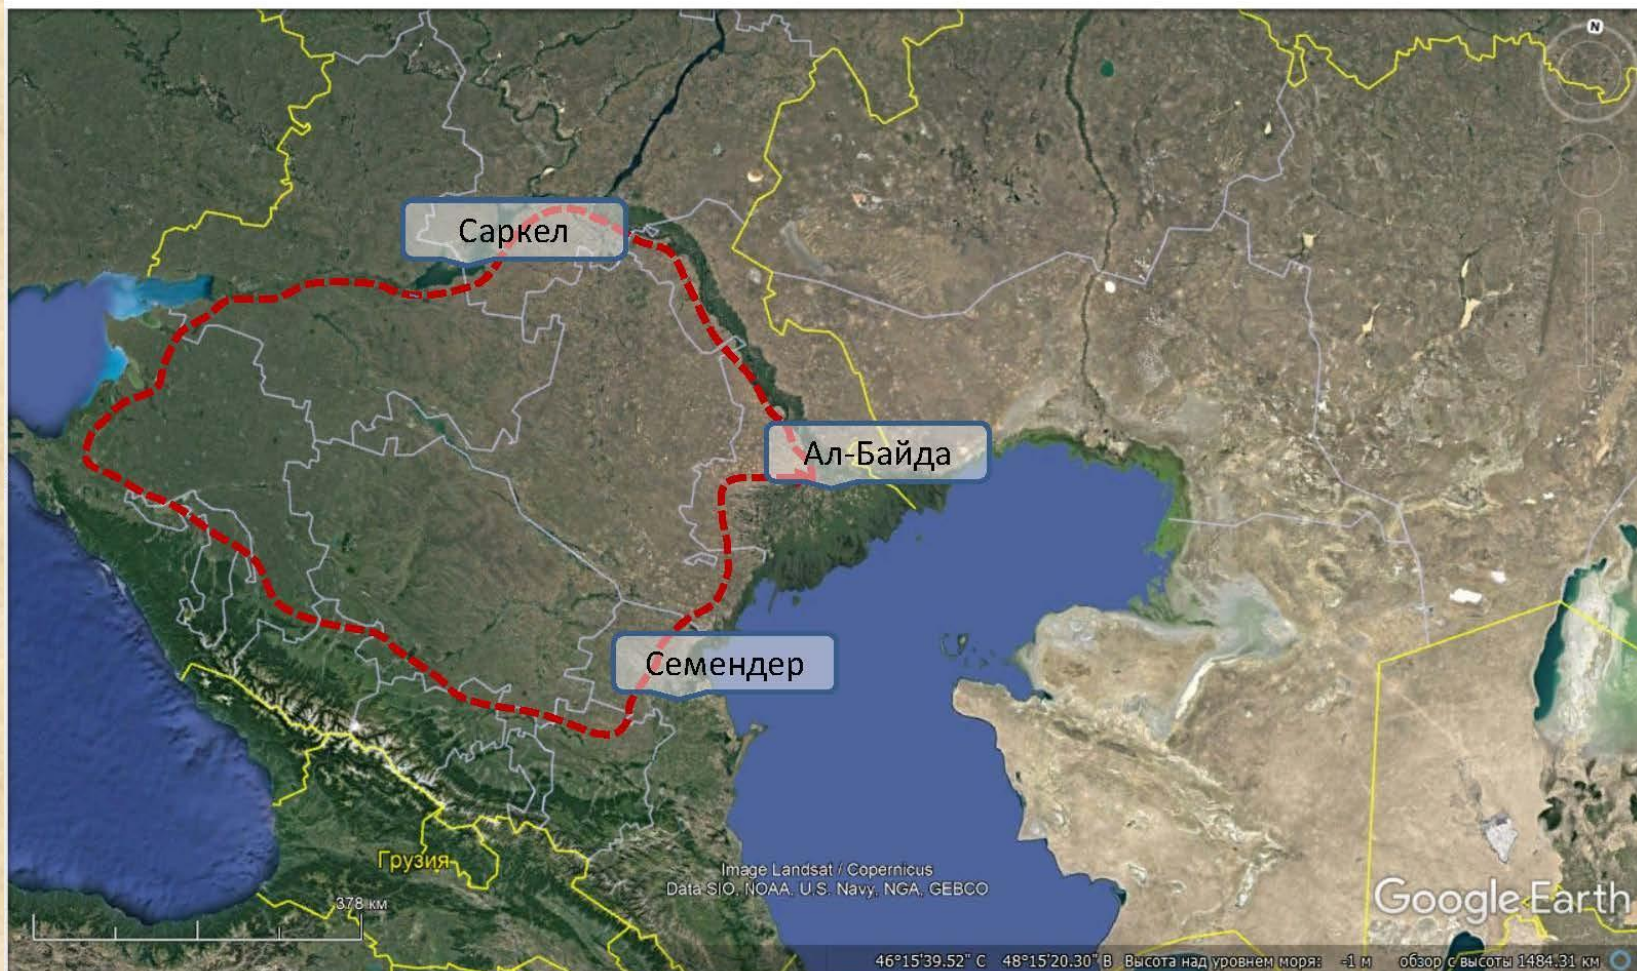 N
Саркел
Ал-Байда
Семендер
Грузия
Image Landsat / Copernicus
Data SIO, NOAA, U.S. Navy, NGA, GEBCO
378 км
Google Earth
46°15'39.52" С 48°15'20.30" В Высота над уровнем моря: -1 м обзор с высоты 1484.31 км